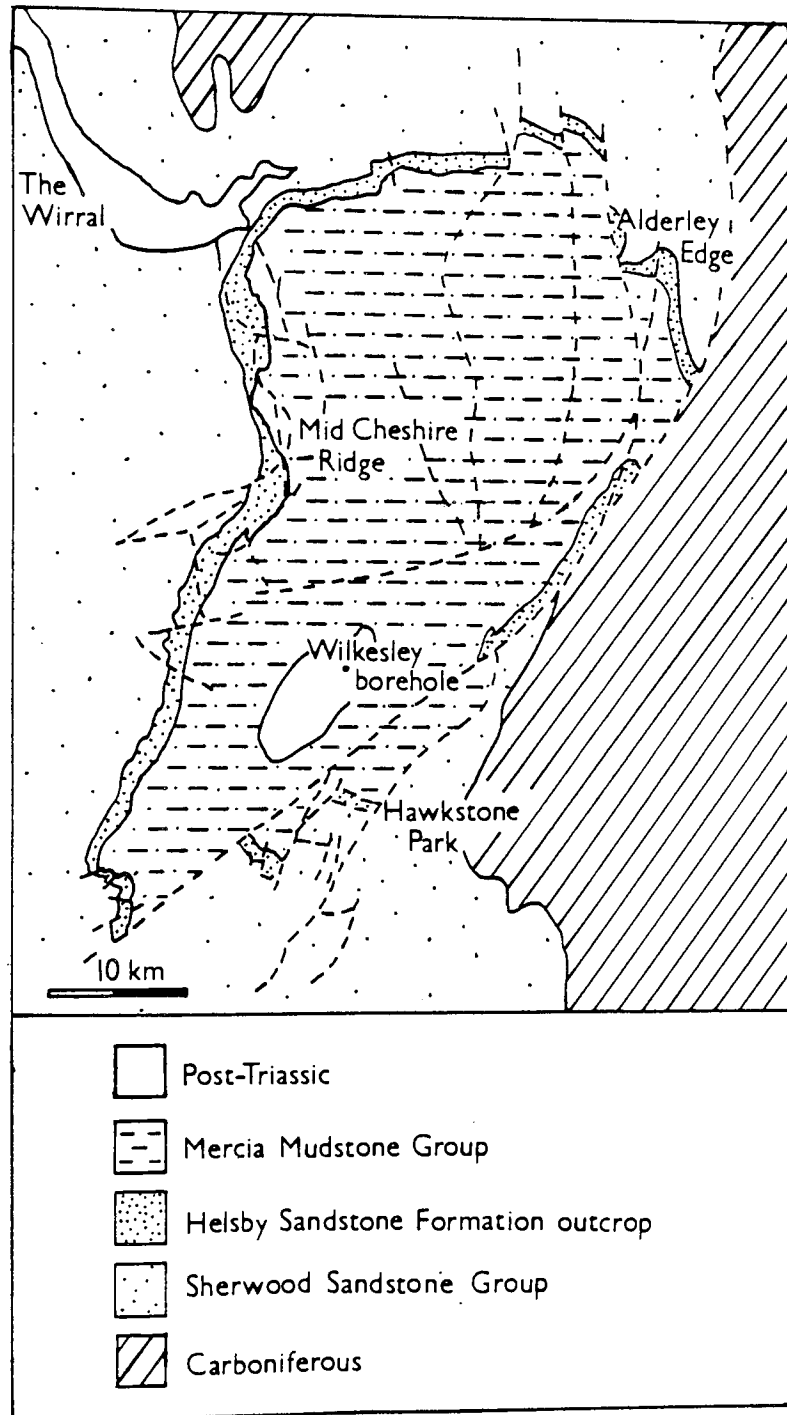 The
Wirral
Alderley
Edge
Mid Cheshire
Ridge
Wilkesley
borehole
Hawkstone
Park
10 km
Post-Triassic
Mercia Mudstone Group
Helsby Sandstone Formation outcrop
Sherwood Sandstone Group
Carboniferous